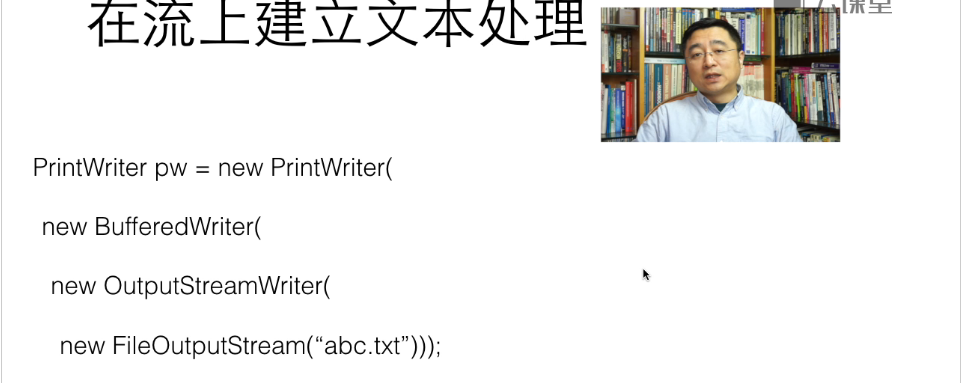 在流上建立文本处理
PrintWriter pw = new PrintWriter(
new BufferedWriter(
new OutputStreamWriter(
new FileOutputStream(“abc.txt”)));